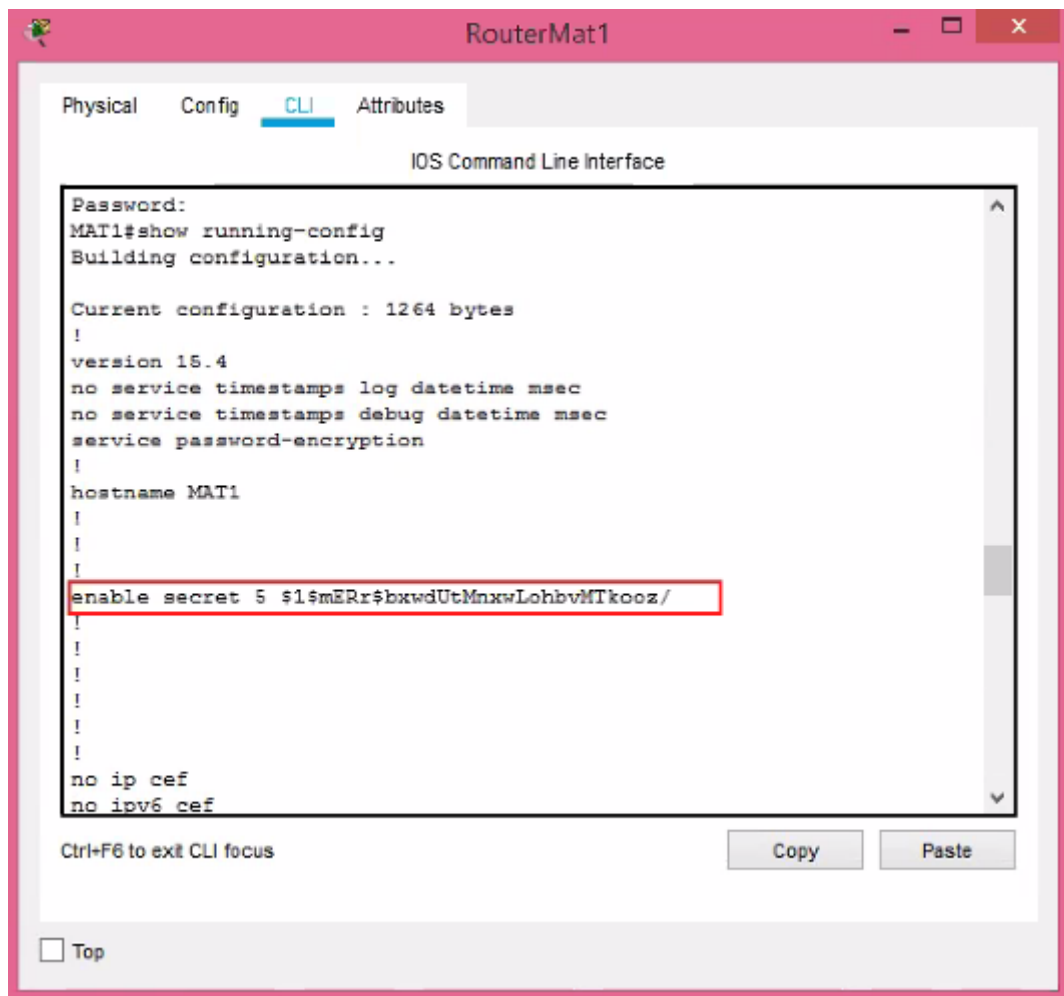 RouterMat1
Physical Config CLI Attributes
IOS Command Line Interface
Password:
MAT1#show running-config
Building configuration...
Current configuration : 1264 bytes
!
version 15.4
no service timestamps log datetime msec
no service timestamps debug datetime msec
service password-encryption
!
hostname MAT1
!
!
!
enable secret 5 $1$mERr$bxwdUtMnxwLohbvMTkooz/
!
!
!
!
!
!
no ip cef
no ipv6 cef
Ctrl+F6 to exit CLI focus
Copy Paste
Top